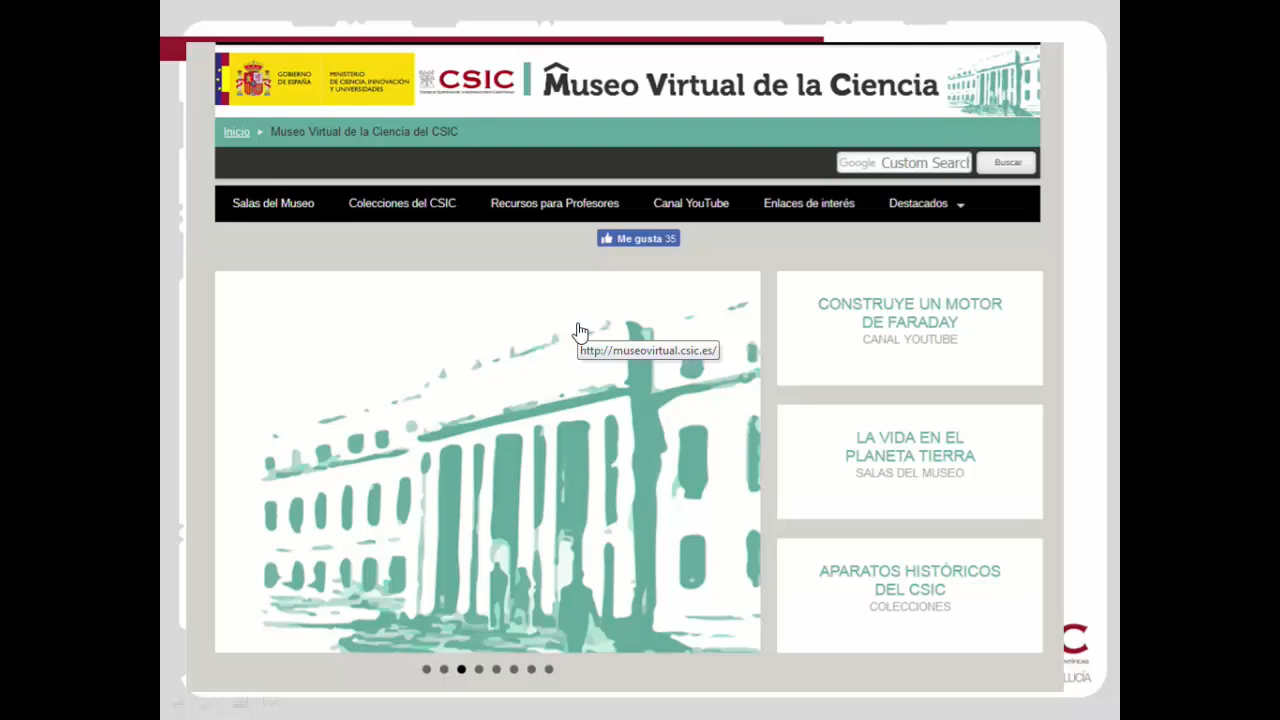 GOBIERNO
DE ESPAÑA
MINISTERIO
DE CIENCIA, INNOVACIÓN
Y UNIVERSIDADES
CSIC
Museo Virtual de la Ciencia
Inicio ▸ Museo Virtual de la Ciencia del CSIC
Google Custom Search
Buscar
Salas del Museo Colecciones del CSIC Recursos para Profesores Canal YouTube Enlaces de interés Destacados
Me gusta 35
CONSTRUYE UN MOTOR
DE FARADAY
CANAL YOUTUBE
http://museovirtual.csic.es/
LA VIDA EN EL
PLANETA TIERRA
SALAS DEL MUSEO
APARATOS HISTÓRICOS
DEL CSIC
COLECCIONES